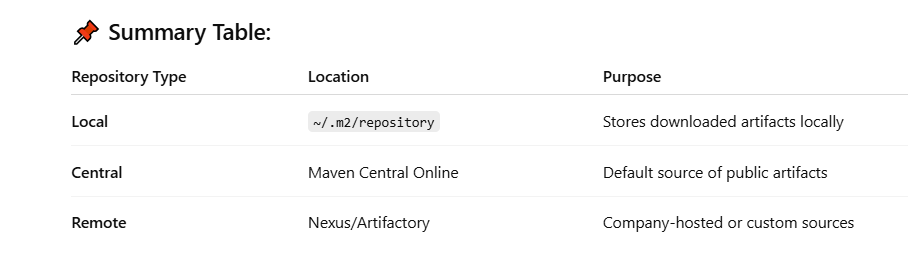 📌 Summary Table:
Repository Type Location Purpose
Local ~/.m2/repository Stores downloaded artifacts locally
Central Maven Central Online Default source of public artifacts
Remote Nexus/Artifactory Company-hosted or custom sources